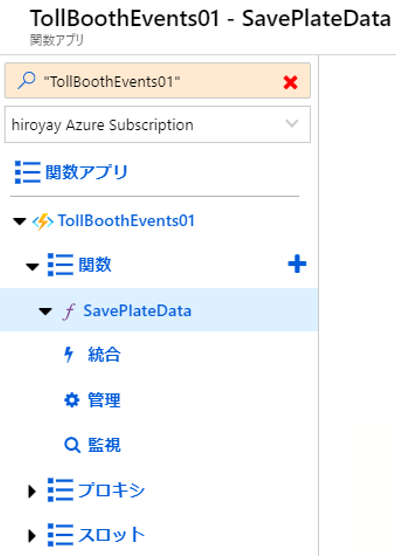 TollBoothEvents01 - SavePlateData
関数アプリ
"TollBoothEvents01"
hiroyay Azure Subscription
関数アプリ
TollBoothEvents01
関数
SavePlateData
統合
管理
監視
プロキシ
スロット